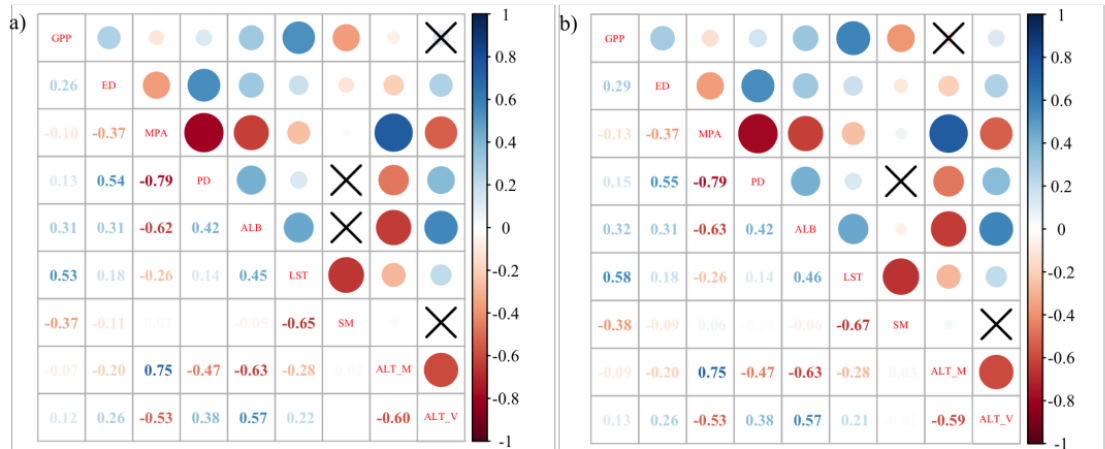 a)
GPP
0.26 ED
-0.10 -0.37 MPA
0.13 0.54 -0.79 PD
0.31 0.31 -0.62 0.42 ALB
0.53 0.18 -0.26 0.14 0.45 LST
-0.37 -0.11 0.02 -0.05 -0.65 SM
-0.07 -0.20 0.75 -0.47 -0.63 -0.28 ALT_M
0.12 0.26 -0.53 0.38 0.57 0.22 -0.60 ALT_V
1
0.8
0.6
0.4
0.2
0
-0.2
-0.4
-0.6
-0.8
-1
b)
GPP
0.29 ED
-0.13 -0.37 MPA
0.15 0.55 -0.79 PD
0.32 0.31 -0.63 0.42 ALB
0.58 0.18 -0.26 0.14 0.46 LST
-0.38 -0.09 0.06 -0.06 -0.67 SM
-0.09 -0.20 0.75 -0.47 -0.63 -0.28 0.03 ALT_M
0.13 0.26 -0.53 0.38 0.57 0.21 -0.59 ALT_V
1
0.8
0.6
0.4
0.2
0
-0.2
-0.4
-0.6
-0.8
-1